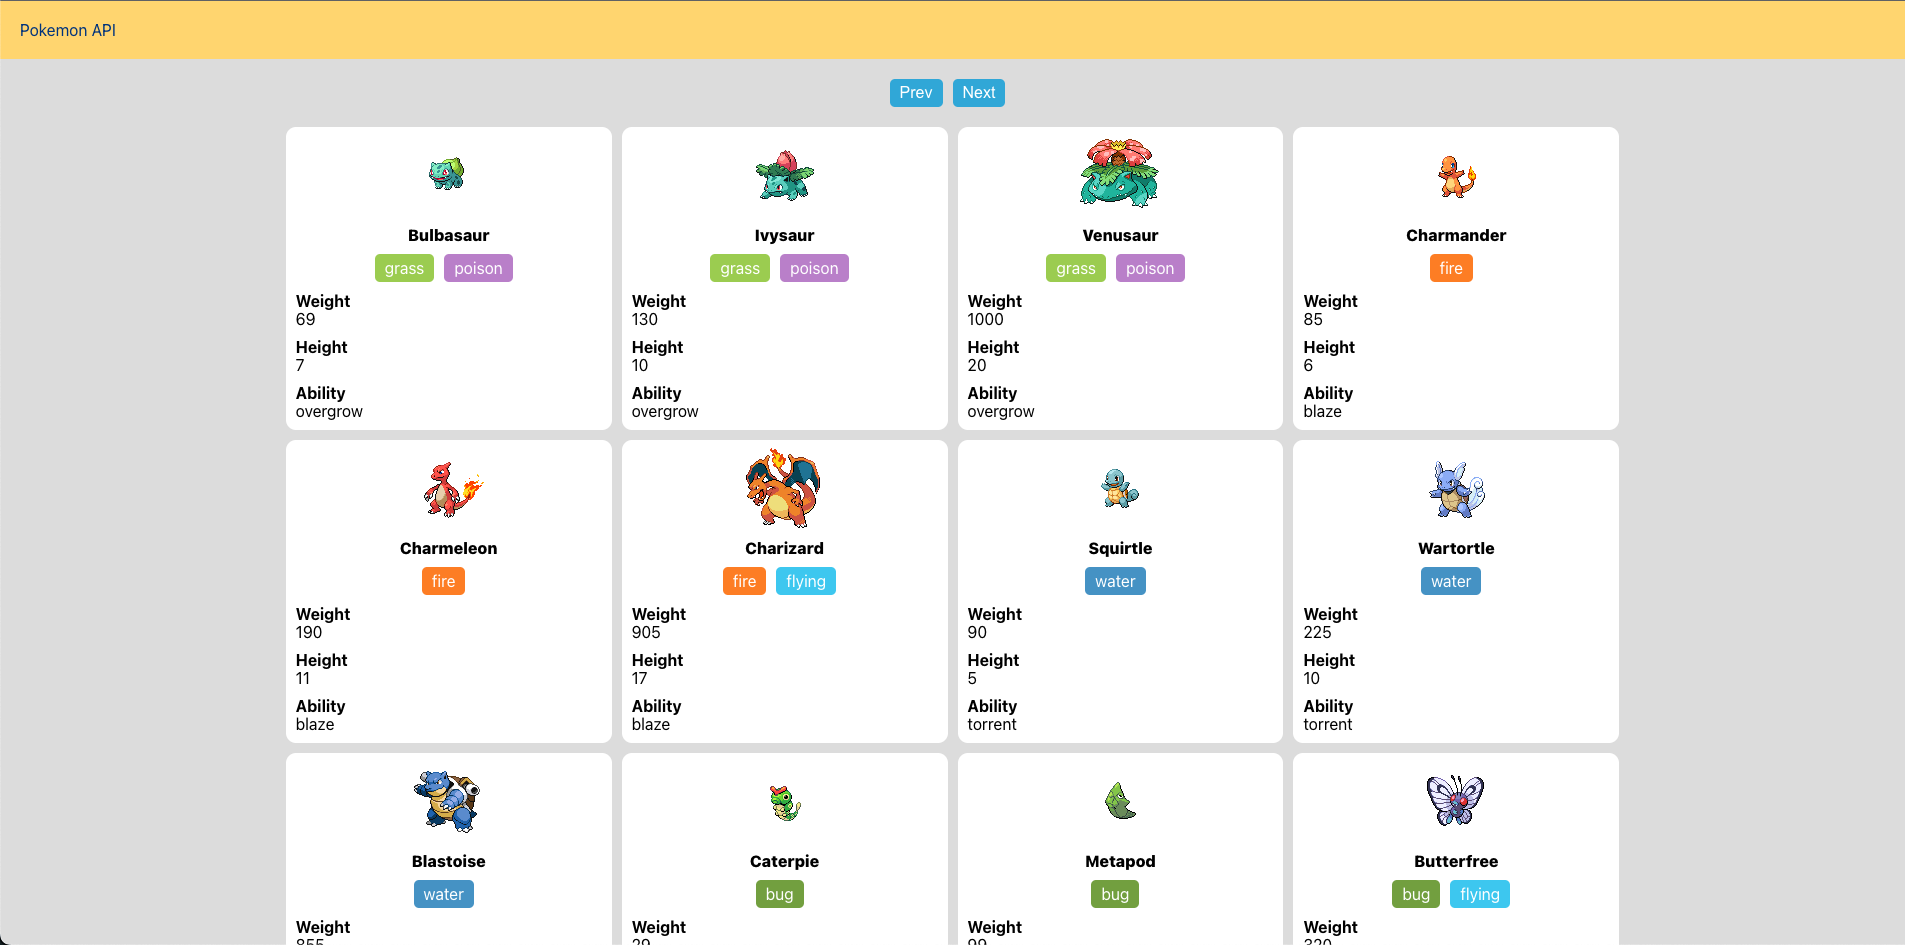 Pokemon API
Prev Next
Bulbasaur
grass poison
Weight
69
Height
7
Ability
overgrow
Ivysaur
grass poison
Weight
130
Height
10
Ability
overgrow
Venusaur
grass poison
Weight
1000
Height
20
Ability
overgrow
Charmander
fire
Weight
85
Height
6
Ability
blaze
Charmeleon
fire
Weight
190
Height
11
Ability
blaze
Charizard
fire flying
Weight
905
Height
17
Ability
blaze
Squirtle
water
Weight
90
Height
5
Ability
torrent
Wartortle
water
Weight
225
Height
10
Ability
torrent
Blastoise
water
Weight
855
Caterpie
bug
Weight
29
Metapod
bug
Weight
99
Butterfree
bug flying
Weight
320